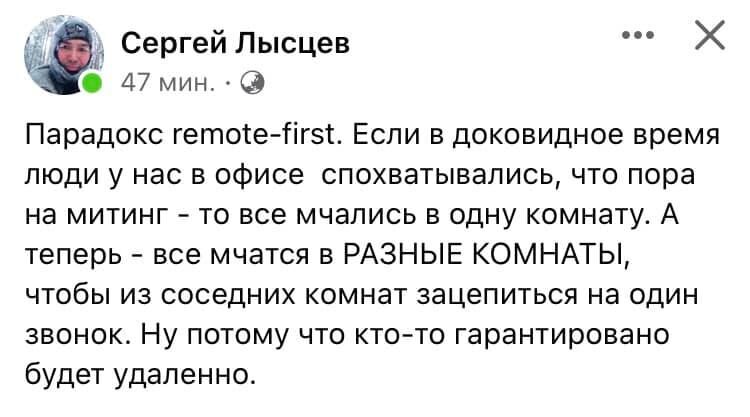 Сергей Лысцев
47 мин.
Парадокс remote-first. Если в доковидное время
люди у нас в офисе  спохватывались, что пора
на митинг - то все мчались в одну комнату. А
теперь - все мчатся в РАЗНЫЕ КОМНАТЫ,
чтобы из соседних комнат зацепиться на один
звонок. Ну потому что кто-то гарантировано
будет удаленно.